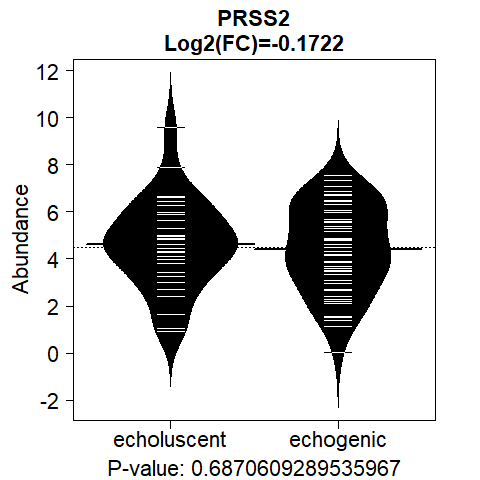 PRSS2
Log2(FC)=-0.1722
Abundance
12
10
8
6
4
2
0
-2
echoluscent echogenic
P-value: 0.6870609289535967